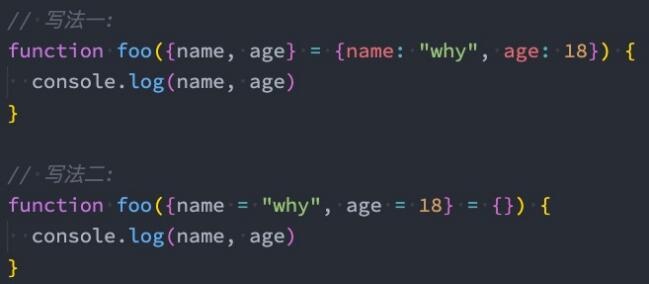 // 写法一:
function foo({name, age} = {name: "why", age: 18}) {
  console.log(name, age)
}
// 写法二:
function foo({name = "why", age = 18} = {}) {
  console.log(name, age)
}